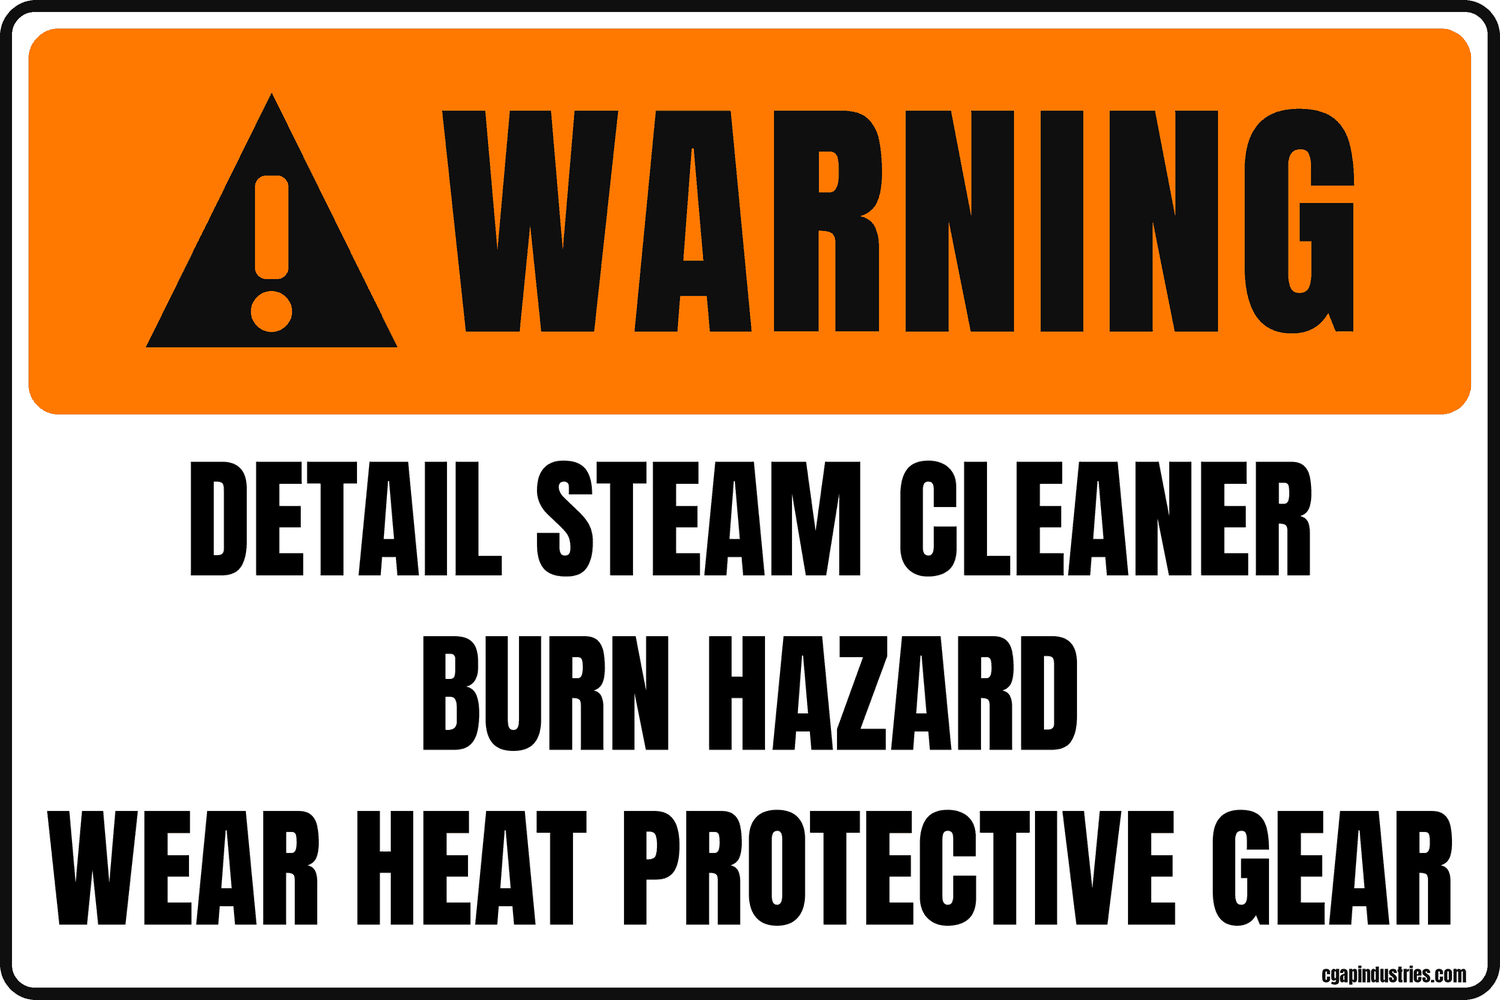 WARNING
DETAIL STEAM CLEANER
BURN HAZARD
WEAR HEAT PROTECTIVE GEAR
cgapindustries.com